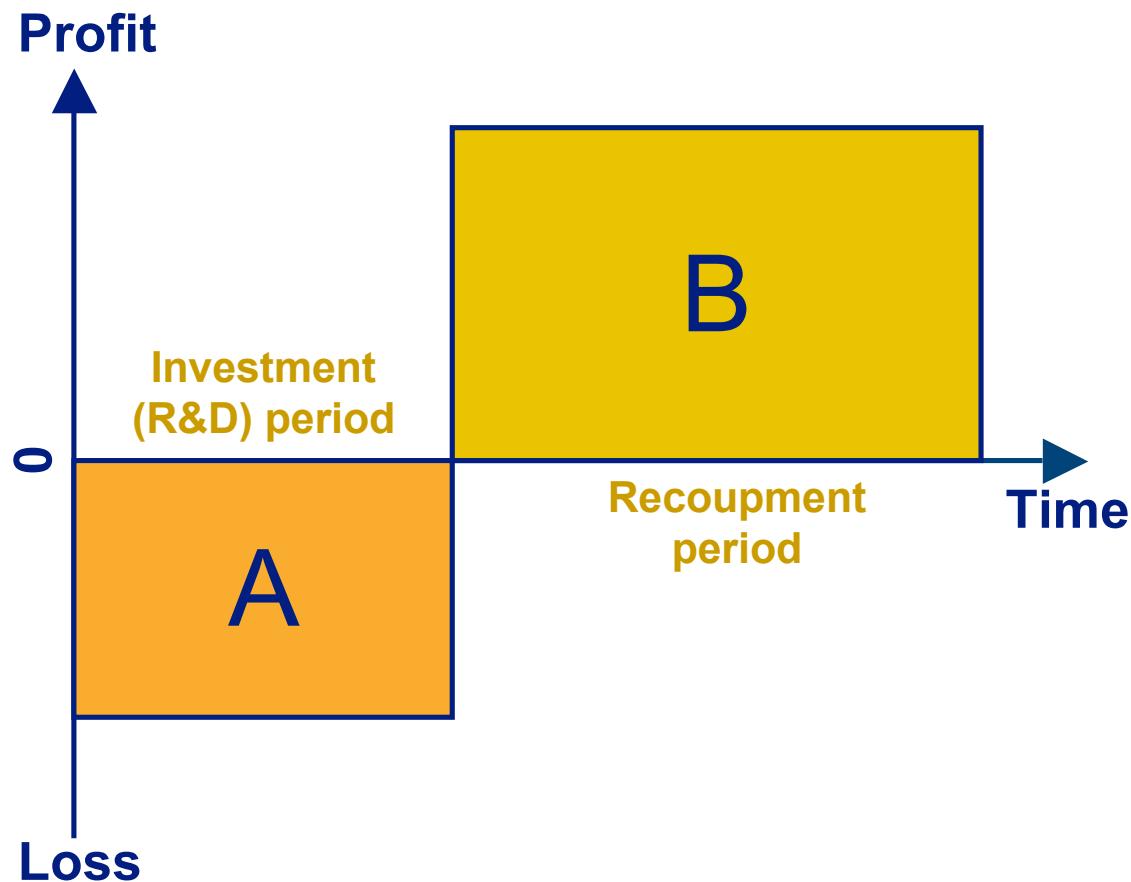 Profit
B
Investment
(R&D) period
0
Recoupment
period
Time
A
Loss